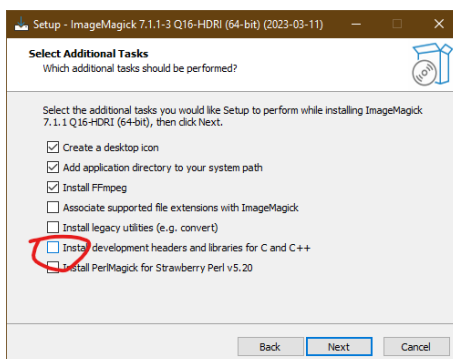 Setup - ImageMagick 7.1.1-3 Q16-HDRI (64-bit) (2023-03-11)
Select Additional Tasks
Which additional tasks should be performed?
Select the additional tasks you would like Setup to perform while installing ImageMagick
7.1.1 Q16-HDRI (64-bit), then click Next.
Create a desktop icon
Add application directory to your system path
Install FFmpeg
Associate supported file extensions with ImageMagick
Install legacy utilities (e.g. convert)
Install development headers and libraries for C and C++
Install PerlMagick for Strawberry Perl v5.20
Back Next Cancel